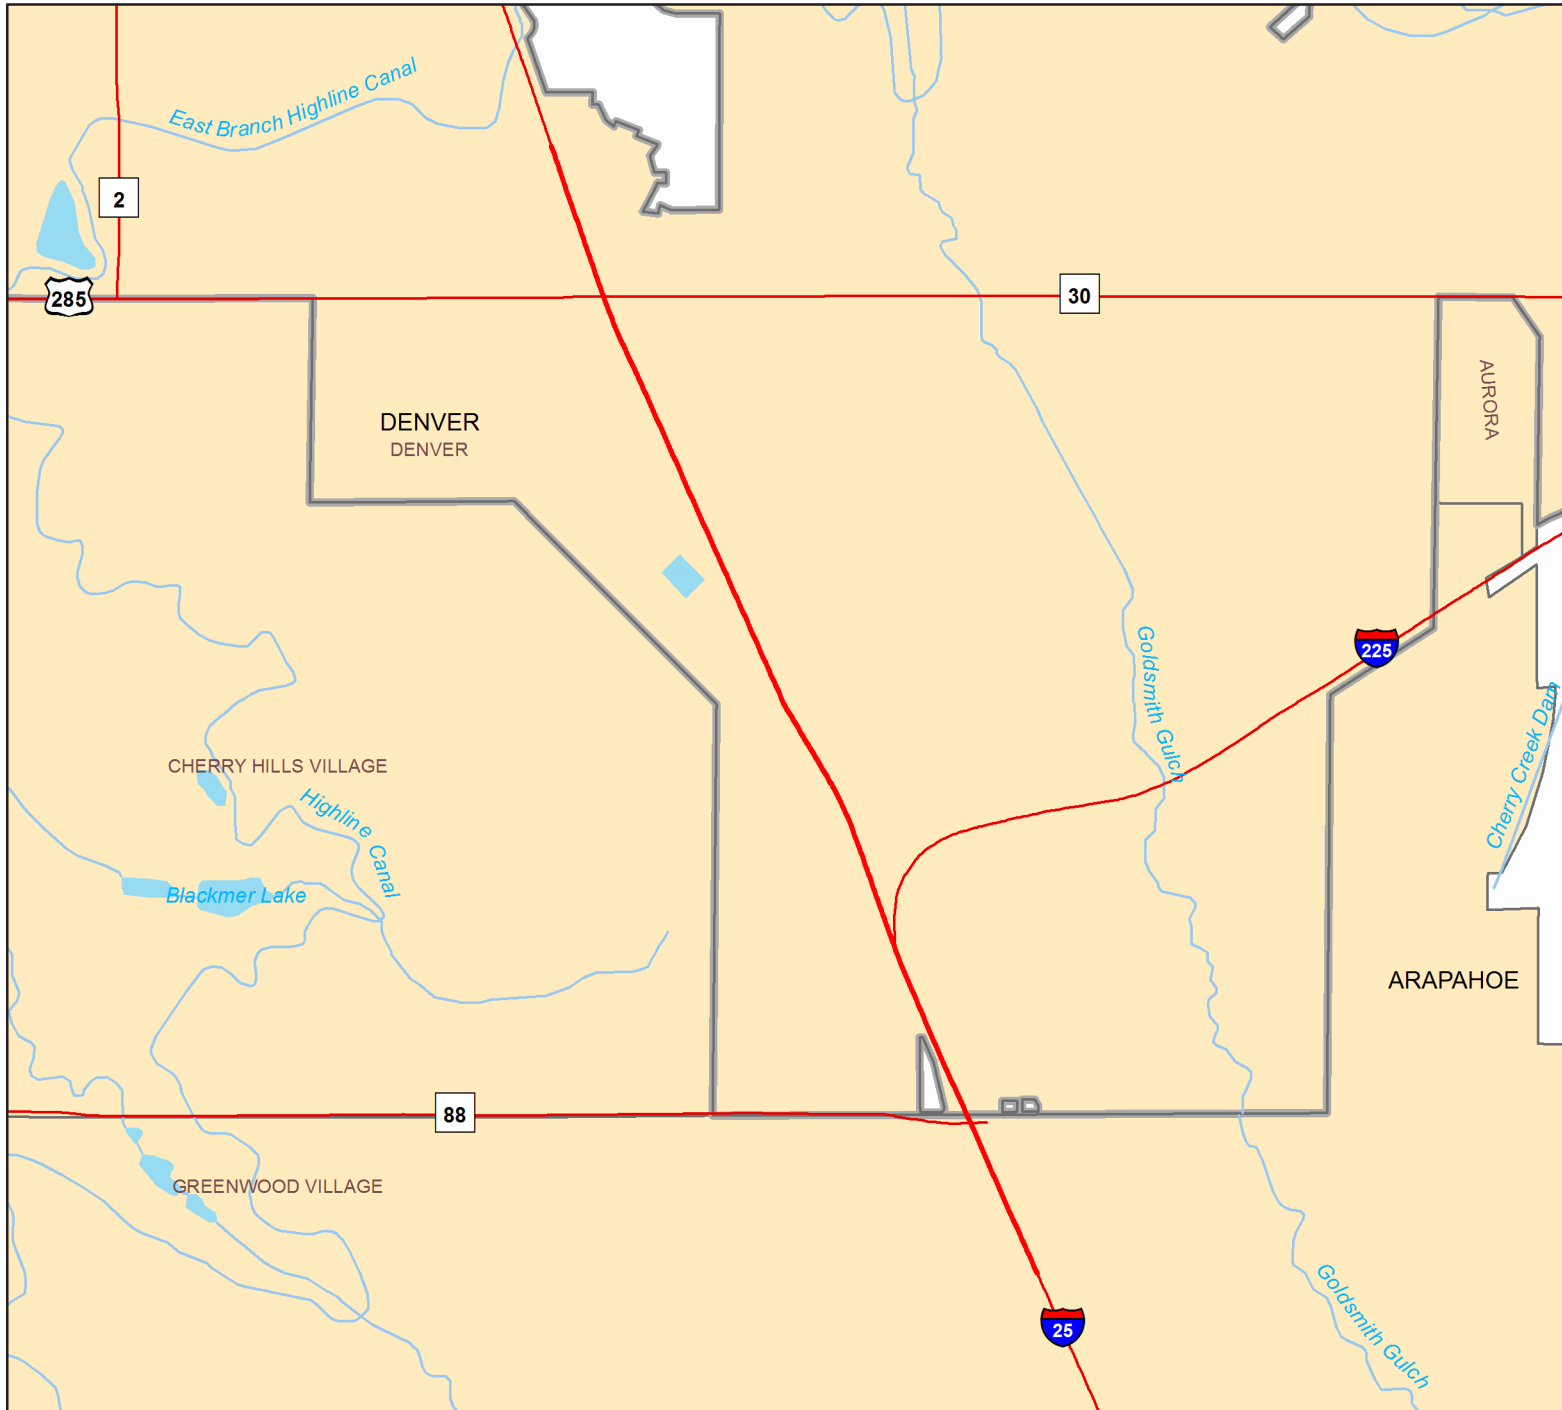 East Branch Highline Canal
2
285
30
AURORA
DENVER
DENVER
Goldsmith Gulch
225
Cherry Creek Dam
CHERRY HILLS VILLAGE
Highline Canal
Blackmer Lake
ARAPAHOE
88
GREENWOOD VILLAGE
Goldsmith Gulch
25